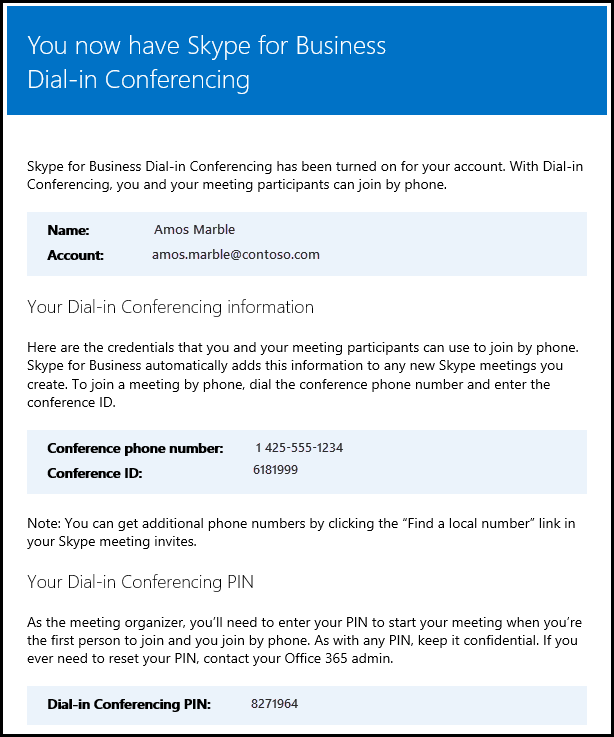 You now have Skype for Business
Dial-in Conferencing
Skype for Business Dial-in Conferencing has been turned on for your account. With Dial-in
Conferencing, you and your meeting participants can join by phone.
Name: Amos Marble
Account: amos.marble@contoso.com
Your Dial-in Conferencing information
Here are the credentials that you and your meeting participants can use to join by phone.
Skype for Business automatically adds this information to any new Skype meetings you
create. To join a meeting by phone, dial the conference phone number and enter the
conference ID.
Conference phone number: 1 425-555-1234
Conference ID: 6181999
Note: You can get additional phone numbers by clicking the “Find a local number” link in
your Skype meeting invites.
Your Dial-in Conferencing PIN
As the meeting organizer, you’ll need to enter your PIN to start your meeting when you’re
the first person to join and you join by phone. As with any PIN, keep it confidential. If you
ever need to reset your PIN, contact your Office 365 admin.
Dial-in Conferencing PIN: 8271964